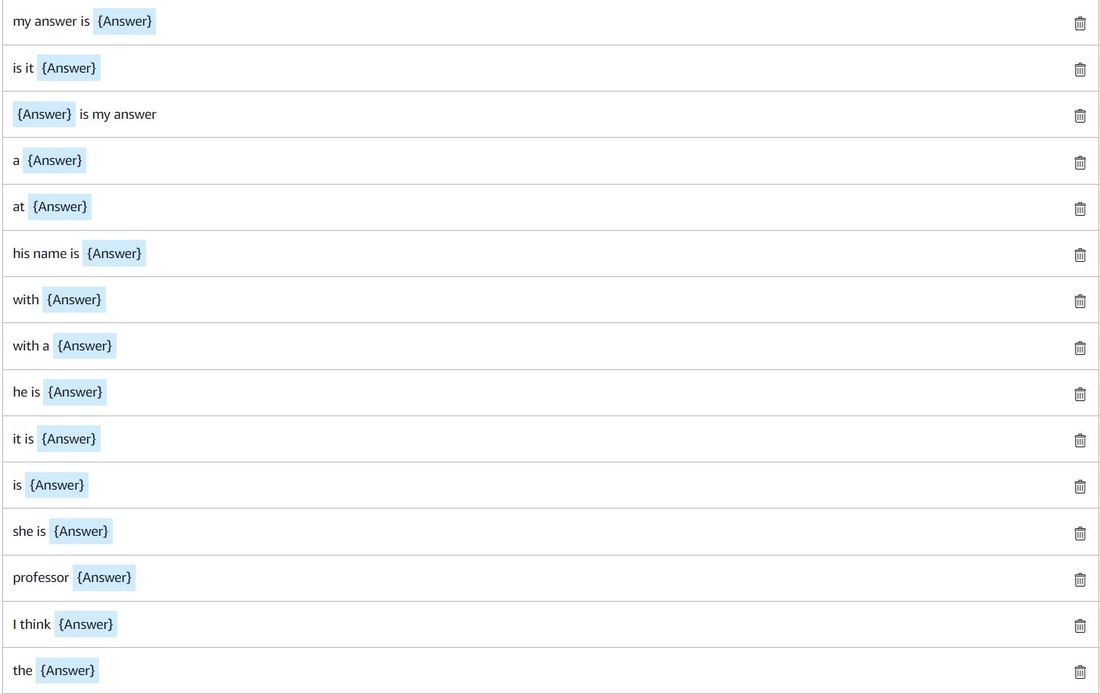 my answer is {Answer}
is it {Answer}
{Answer} is my answer
a {Answer}
at {Answer}
his name is {Answer}
with {Answer}
with a {Answer}
he is {Answer}
it is {Answer}
is {Answer}
she is {Answer}
professor {Answer}
I think {Answer}
the {Answer}